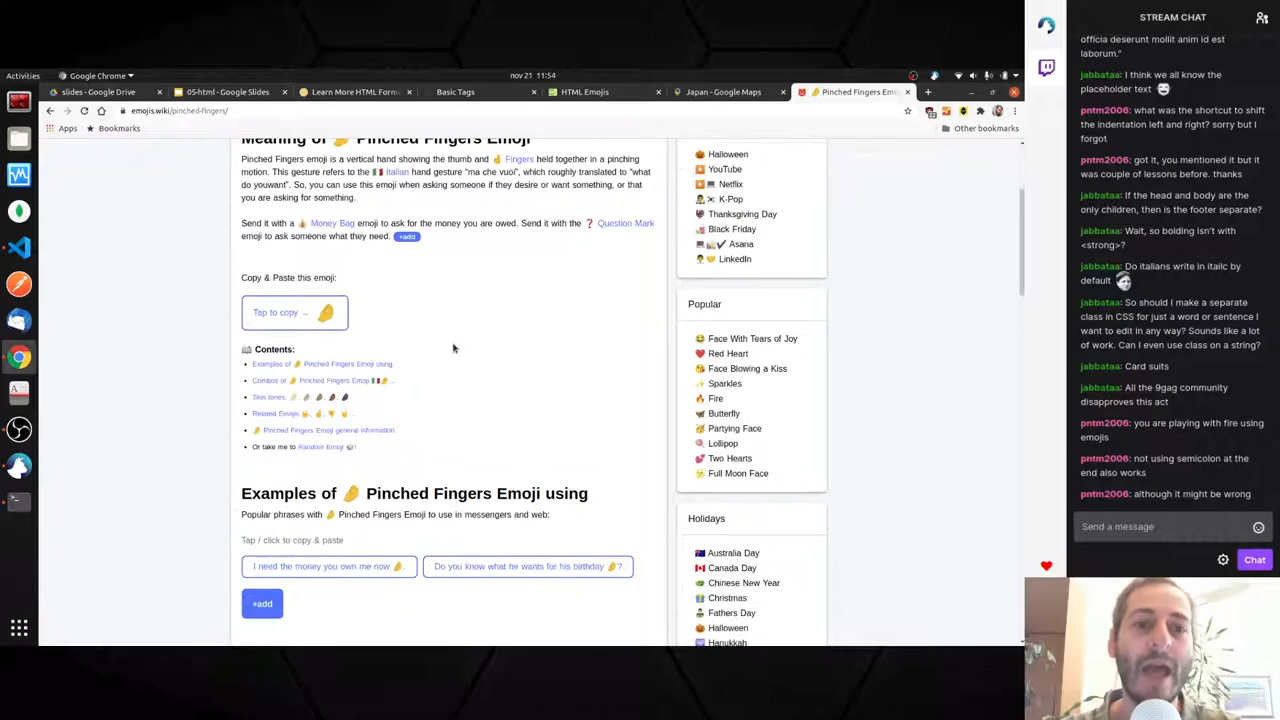 Activities
Google Chrome
nov 21 11:54
slides - Google Drive
05-html - Google Slides
Learn More HTML Form
Basic Tags
HTML Emojis
Japan - Google Maps
Pinched Fingers Emo
emojis.wiki/pinched-fingers/
Apps
Bookmarks
Other bookmarks
Meaning of 🤌 Pinched Fingers Emoji
Pinched Fingers emoji is a vertical hand showing the thumb and 🤞 Fingers held together in a pinching
motion. This gesture refers to the 🇮🇹 Italian hand gesture "ma che vuoi", which roughly translated to "what
do youwant". So, you can use this emoji when asking someone if they desire or want something, or that
you are asking for something.
Send it with a 💰 Money Bag emoji to ask for the money you are owed. Send it with the ❓ Question Mark
emoji to ask someone what they need. +add
Copy & Paste this emoji:
Tap to copy → 🤌
📖 Contents:
Examples of 🤌 Pinched Fingers Emoji using
Combos of 🤌 Pinched Fingers Emoji 🇮🇹🤌...
Skin tones:
Related Emojis
🤌 Pinched Fingers Emoji general information
Or take me to Random Emoji 🎲!
Examples of 🤌 Pinched Fingers Emoji using
Popular phrases with 🤌 Pinched Fingers Emoji to use in messengers and web:
Tap / click to copy & paste
I need the money you own me now 🤌.
Do you know what he wants for his birthday 🤌?
+add
Halloween
YouTube
Netflix
K-Pop
Thanksgiving Day
Black Friday
Asana
LinkedIn
Popular
Face With Tears of Joy
Red Heart
Face Blowing a Kiss
Sparkles
Fire
Butterfly
Partying Face
Lollipop
Two Hearts
Full Moon Face
Holidays
Australia Day
Canada Day
Chinese New Year
Christmas
Fathers Day
Halloween
Hanukkah
STREAM CHAT
officia deserunt mollit anim id est
laborum."
jabbataa: I think we all know the
placeholder text
pntm2006: what was the shortcut to shift
the indentation left and right? sorry but I
forgot
pntm2006: got it, you mentioned it but it
was couple of lessons before. thanks
jabbataa: If the head and body are
the only children, then is the footer separate?
jabbataa: Wait, so bolding isn't with
<strong>?
jabbataa: Do italians write in itailc by
default
jabbataa: So should I make a separate
class in CSS for just a word or sentence I
want to edit in any way? Sounds like a lot
of work. Can I even use class on a string?
jabbataa: Card suits
jabbataa: All the 9gag community
disapproves this act
pntm2006: you are playing with fire using
emojis
pntm2006: not using semicolon at the
end also works
pntm2006: although it might be wrong
Send a message
Chat